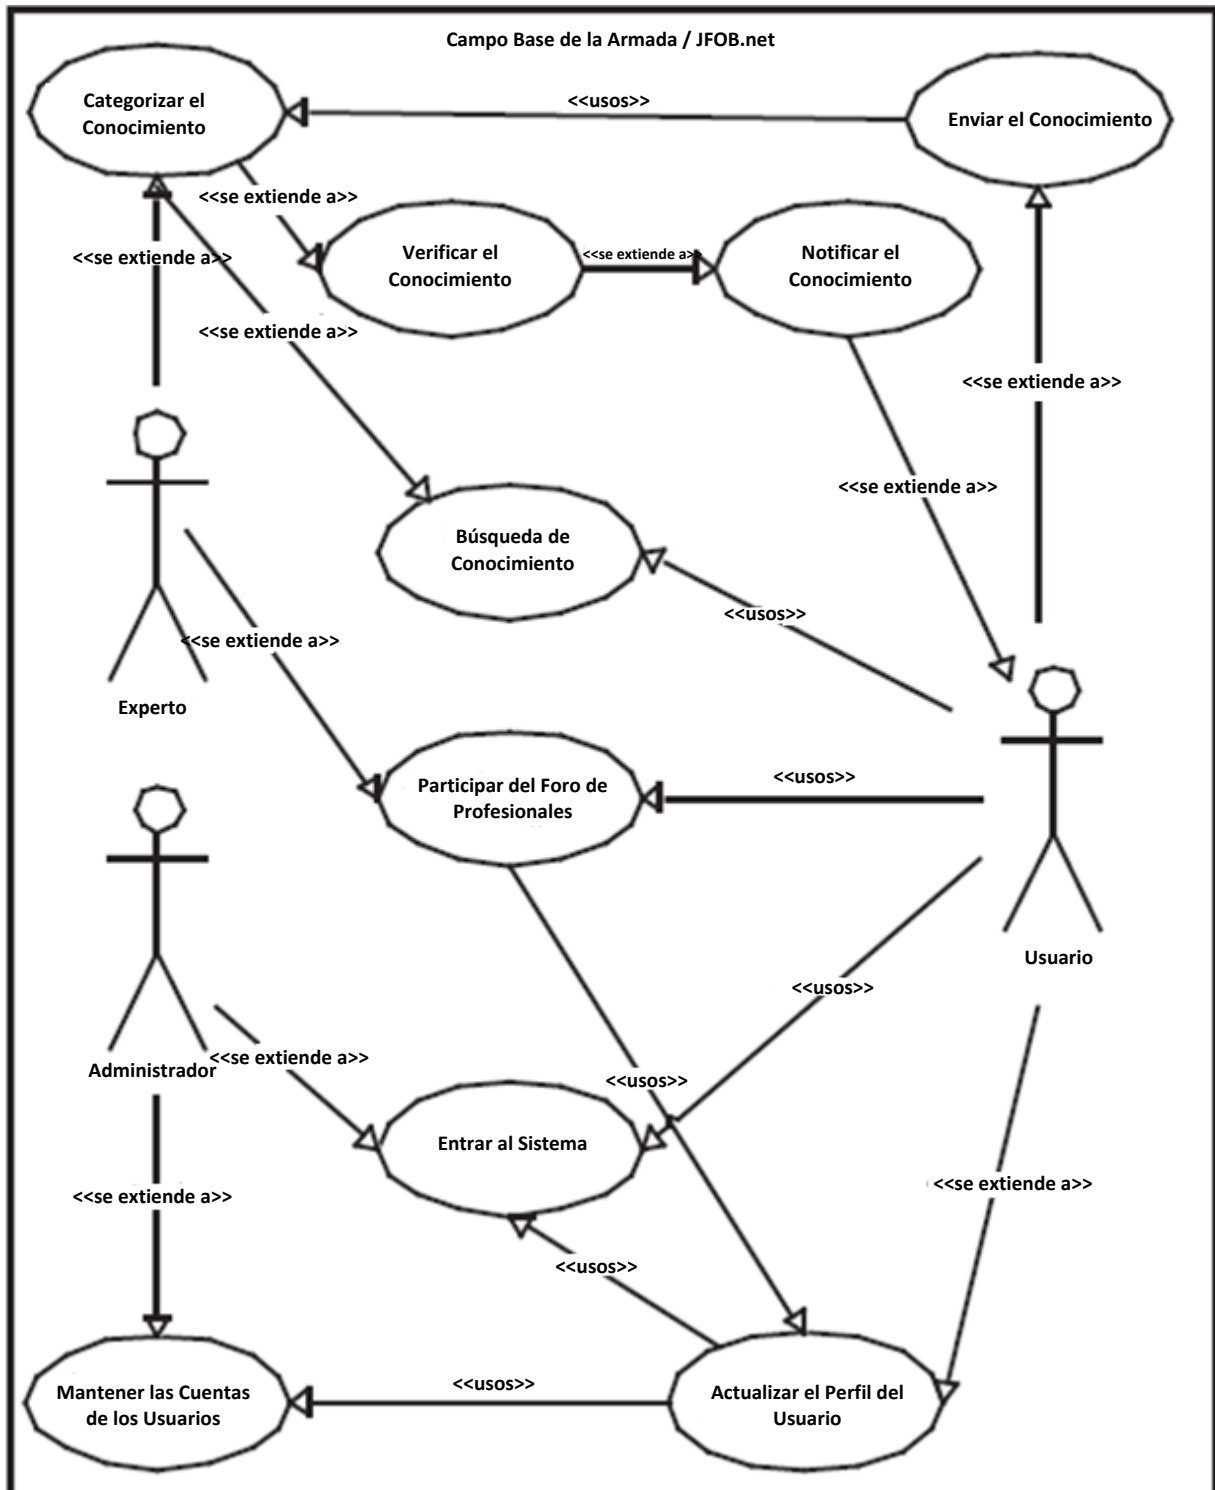 Campo Base de la Armada / JFOB.net
Categorizar el
Conocimiento
<<usos>>
Enviar el Conocimiento
<<se extiende a>>
<<se extiende a>>
Verificar el
Conocimiento
<<se extiende a>>
Notificar el
Conocimiento
<<se extiende a>>
<<se extiende a>>
<<se extiende a>>
Búsqueda de
Conocimiento
<<usos>>
<<se extiende a>>
Experto
Participar del Foro de
Profesionales
<<usos>>
Usuario
<<usos>>
Administrador
<<se extiende a>>
<<usos>>
Entrar al Sistema
<<se extiende a>>
<<se extiende a>>
<<usos>>
Mantener las Cuentas
de los Usuarios
<<usos>>
Actualizar el Perfil del
Usuario